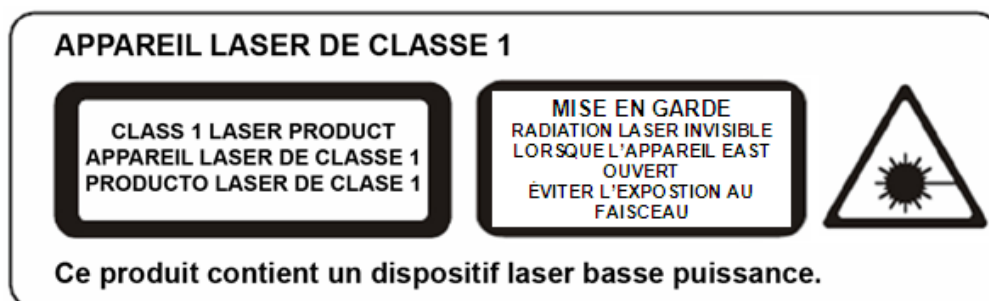 APPAREIL LASER DE CLASSE 1
CLASS 1 LASER PRODUCT
APPAREIL LASER DE CLASSE 1
PRODUCTO LASER DE CLASE 1
MISE EN GARDE
RADIATION LASER INVISIBLE
LORSQUE L'APPAREIL EAST
OUVERT
ÉVITER L'EXPOSTION AU
FAISCEAU
Ce produit contient un dispositif laser basse puissance.